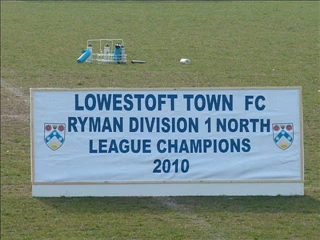 LOWESTOFT TOWN FC
RYMAN DIVISION 1 NORTH
LEAGUE CHAMPIONS
2010